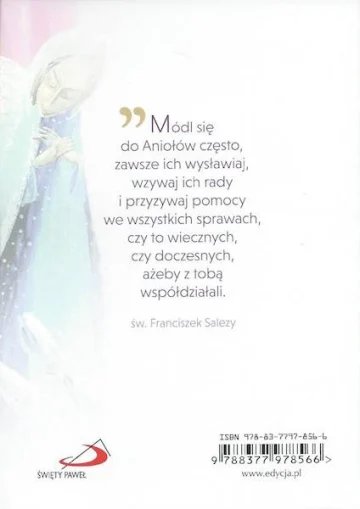 ”
Módl się
do Aniołów często,
zawsze ich wysławiaj,
wzywaj ich rady
i przyzywaj pomocy
we wszystkich sprawach,
czy to wiecznych,
czy doczesnych,
ażeby z tobą
współdziałali.
św. Franciszek Salezy
ISBN 978-83-7797-856-6
9 788377 978566 >
www.edycja.pl
ŚWIĘTY PAWEŁ